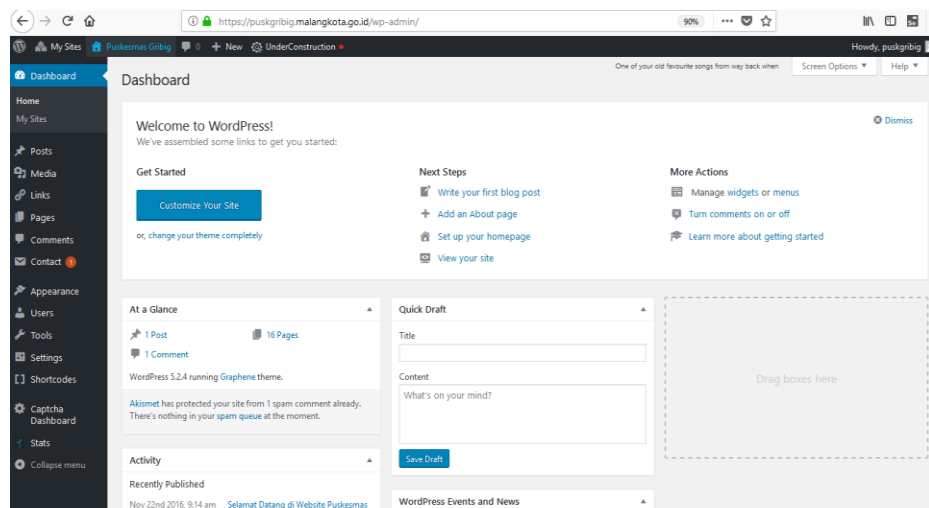 https://puskgribig.malangkota.go.id/wp-admin/
90%
My Sites
Puskesmas Gribig
0
+ New
UnderConstruction
Howdy, puskgribig
Dashboard
Home
My Sites
Posts
Media
Links
Pages
Comments
Contact 1
Appearance
Users
Tools
Settings
Shortcodes
Captcha
Dashboard
Stats
Collapse menu
Dashboard
One of your old favourite songs from way back when
Screen Options
Help
Welcome to WordPress!
We've assembled some links to get you started:
Dismiss
Get Started
Customize Your Site
or, change your theme completely
Next Steps
Write your first blog post
Add an About page
Set up your homepage
View your site
More Actions
Manage widgets or menus
Turn comments on or off
Learn more about getting started
At a Glance
1 Post
16 Pages
1 Comment
WordPress 5.2.4 running Graphene theme.
Akismet has protected your site from 1 spam comment already.
There's nothing in your spam queue at the moment.
Activity
Recently Published
Nov 22nd 2016, 9:14 am Selamat Datang di Website Puskesmas
Quick Draft
Title
Content
What's on your mind?
Save Draft
WordPress Events and News
Drag boxes here